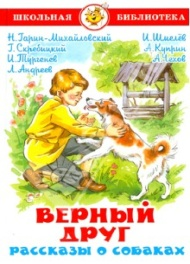 ШКОЛЬНАЯ БИБЛИОТЕКА
Н. Гарин-Михайловский
Г. Скребицкий
И. Тургенев
Л. Андреев
И. Шмелёв
А. Куприн
А. Чехов
ВЕРНЫЙ
ДРУГ
РАССКАЗЫ О СОБАКАХ